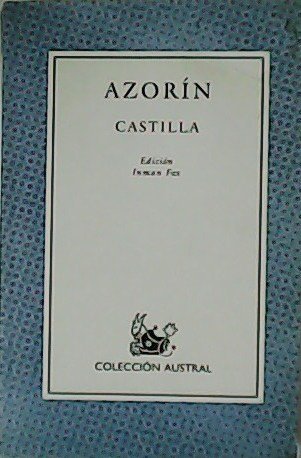 AZORÍN
CASTILLA
Edición
Inman Fox
COLECCIÓN AUSTRAL